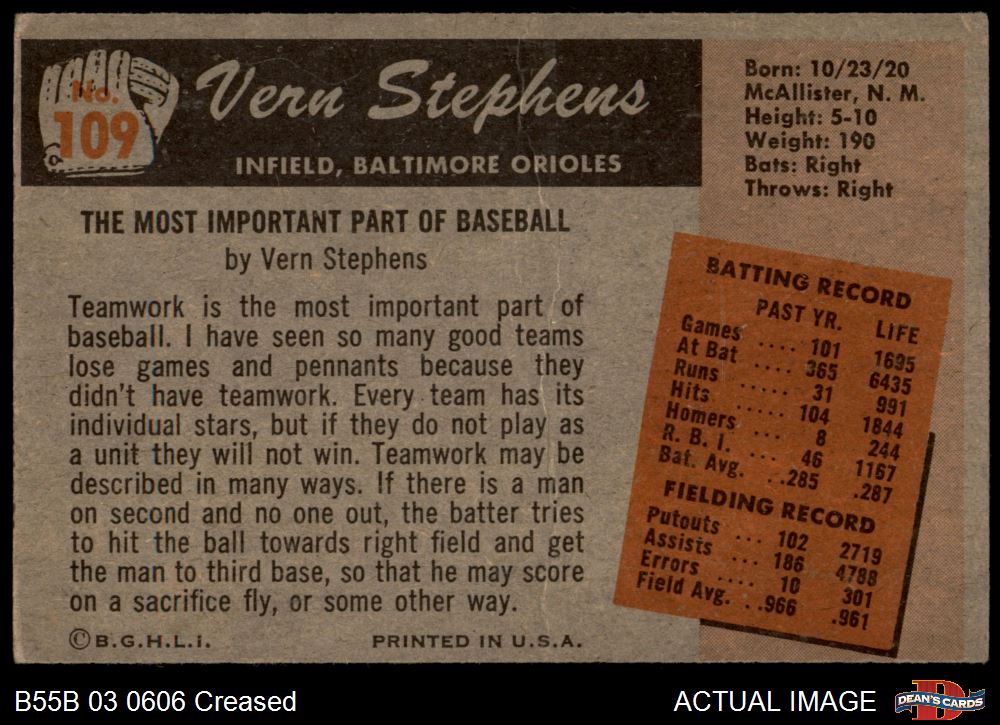 No.
109
Vern Stephens
INFIELD, BALTIMORE ORIOLES
Born: 10/23/20
McAllister, N. M.
Height: 5-10
Weight: 190
Bats: Right
Throws: Right
THE MOST IMPORTANT PART OF BASEBALL
by Vern Stephens
Teamwork is the most important part of
baseball. I have seen so many good teams
lose games and pennants because they
didn't have teamwork. Every team has its
individual stars, but if they do not play as
a unit they will not win. Teamwork may be
described in many ways. If there is a man
on second and no one out, the batter tries
to hit the ball towards right field and get
the man to third base, so that he may score
on a sacrifice fly, or some other way.
©B.G.H.L.I. PRINTED IN U.S.A.
BATTING RECORD
PAST YR. LIFE
Games .... 101 1695
At Bat .... 365 6435
Runs ..... 31 991
Hits ..... 104 1844
Homers ... 8 244
R. B. I. ... 46 1167
Bat. Avg. ..285 .287
FIELDING RECORD
Putouts ... 102 2719
Assists ... 186 4788
Errors .... 10 301
Field Avg. ..966 .961
B55B 03 0606 Creased
ACTUAL IMAGE
D
DEAN'S CARDS